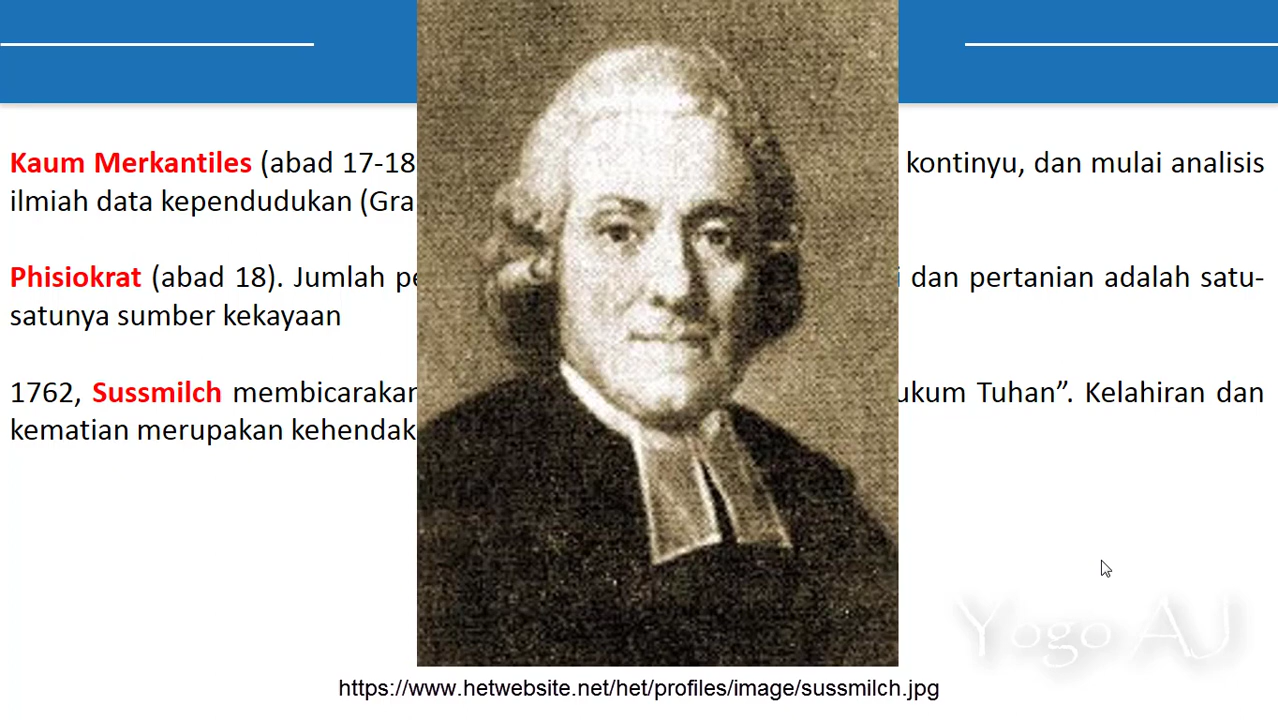 Kaum Merkantiles (abad 17-18 kontinyu, dan mulai analisis
ilmiah data kependudukan (Gra
Phisiokrat (abad 18). Jumlah pe i dan pertanian adalah satu-
satunya sumber kekayaan
1762, Sussmilch membicarakan ukum Tuhan”. Kelahiran dan
kematian merupakan kehendak
Yogo AJ
https://www.hetwebsite.net/het/profiles/image/sussmilch.jpg